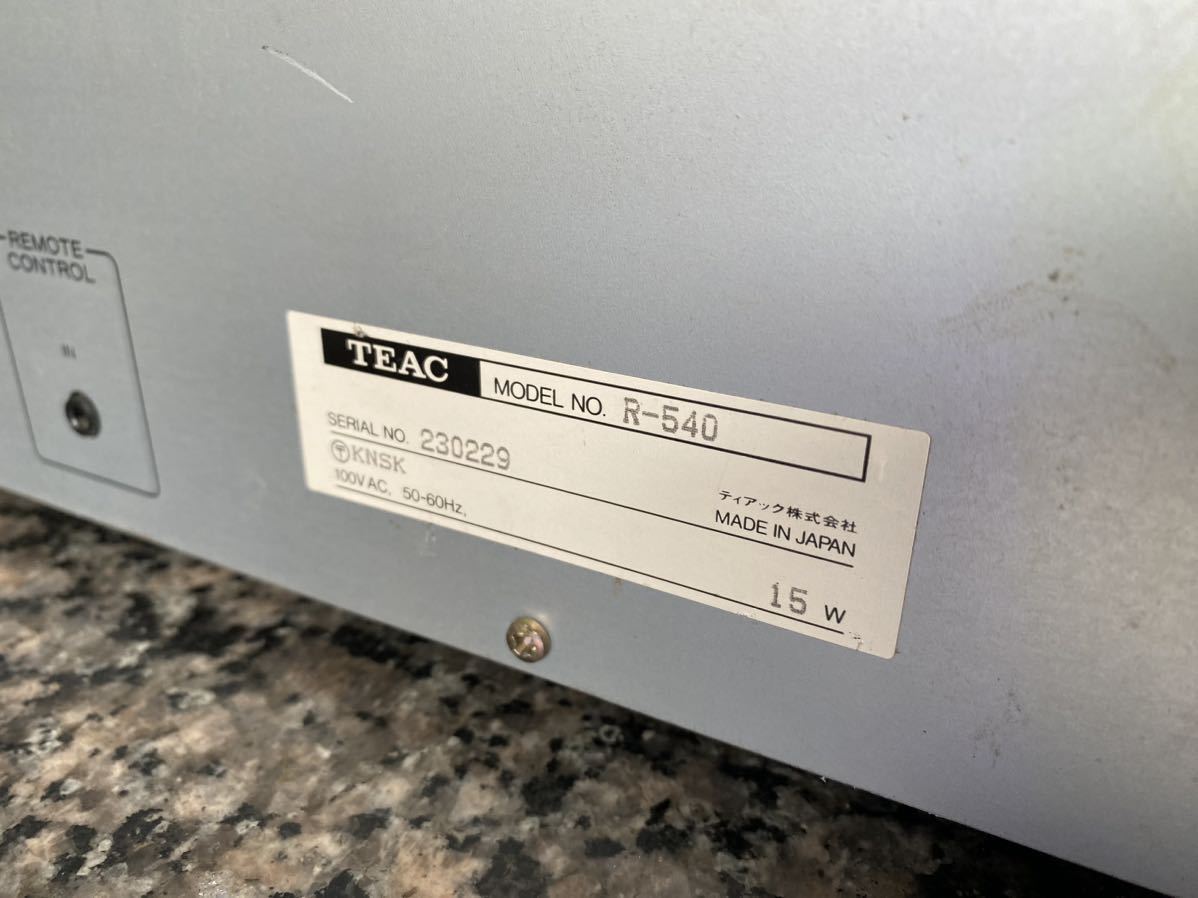 REMOTE
CONTROL
IN
TEAC MODEL NO. R-540
SERIAL NO. 230229
〒KNSK
100V AC, 50-60Hz,
ティアック株式会社
MADE IN JAPAN
15 W